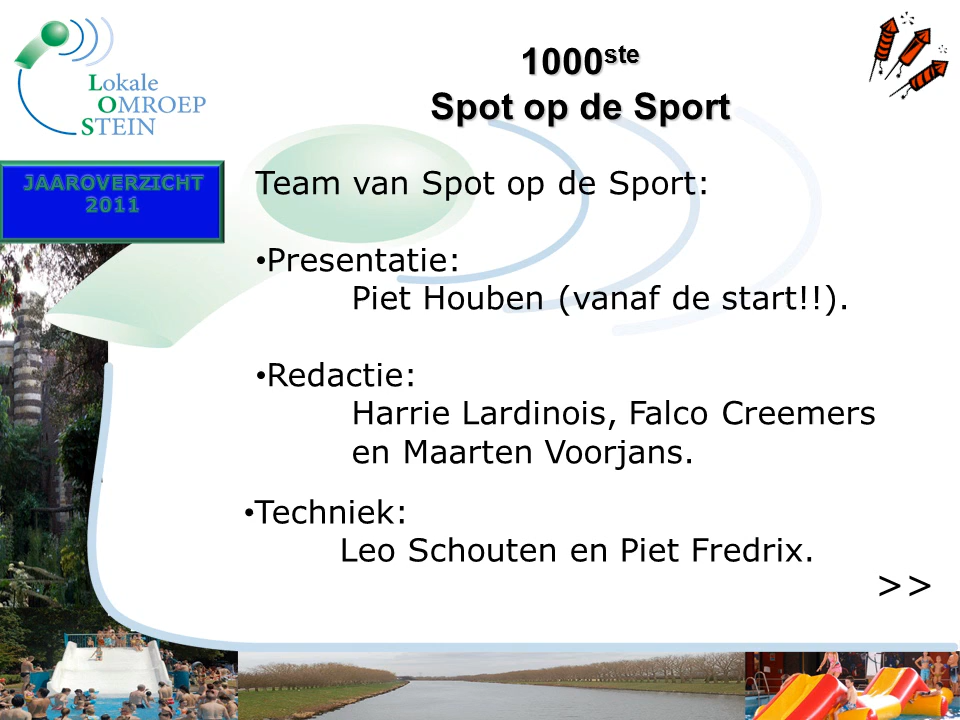 Lokale
OMROEP
STEIN
1000ste
Spot op de Sport
JAAROVERZICHT
2011
Team van Spot op de Sport:
•Presentatie:
Piet Houben (vanaf de start!!).
•Redactie:
Harrie Lardinois, Falco Creemers
en Maarten Voorjans.
•Techniek:
Leo Schouten en Piet Fredrix.
>>